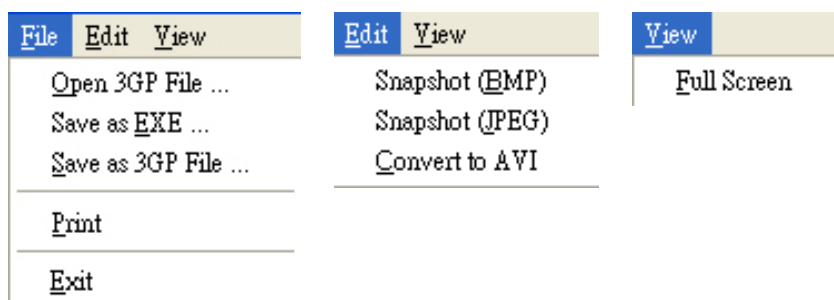 File Edit View
Open 3GP File ...
Save as EXE ...
Save as 3GP File ...
Print
Exit
Edit View
Snapshot (BMP)
Snapshot (JPEG)
Convert to AVI
View
Full Screen